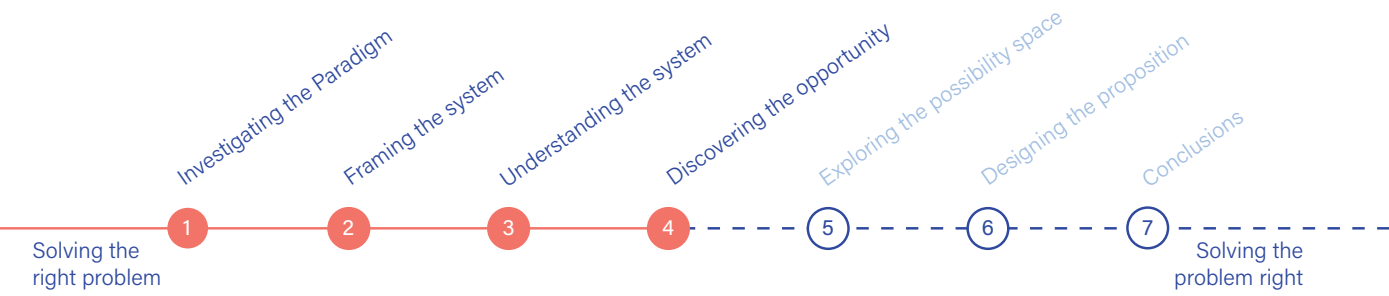 Investigating the Paradigm
Framing the system
Understanding the system
Discovering the opportunity
Exploring the possibility space
Designing the proposition
Conclusions
1
2
3
4
5
6
7
Solving the
right problem
Solving the
problem right